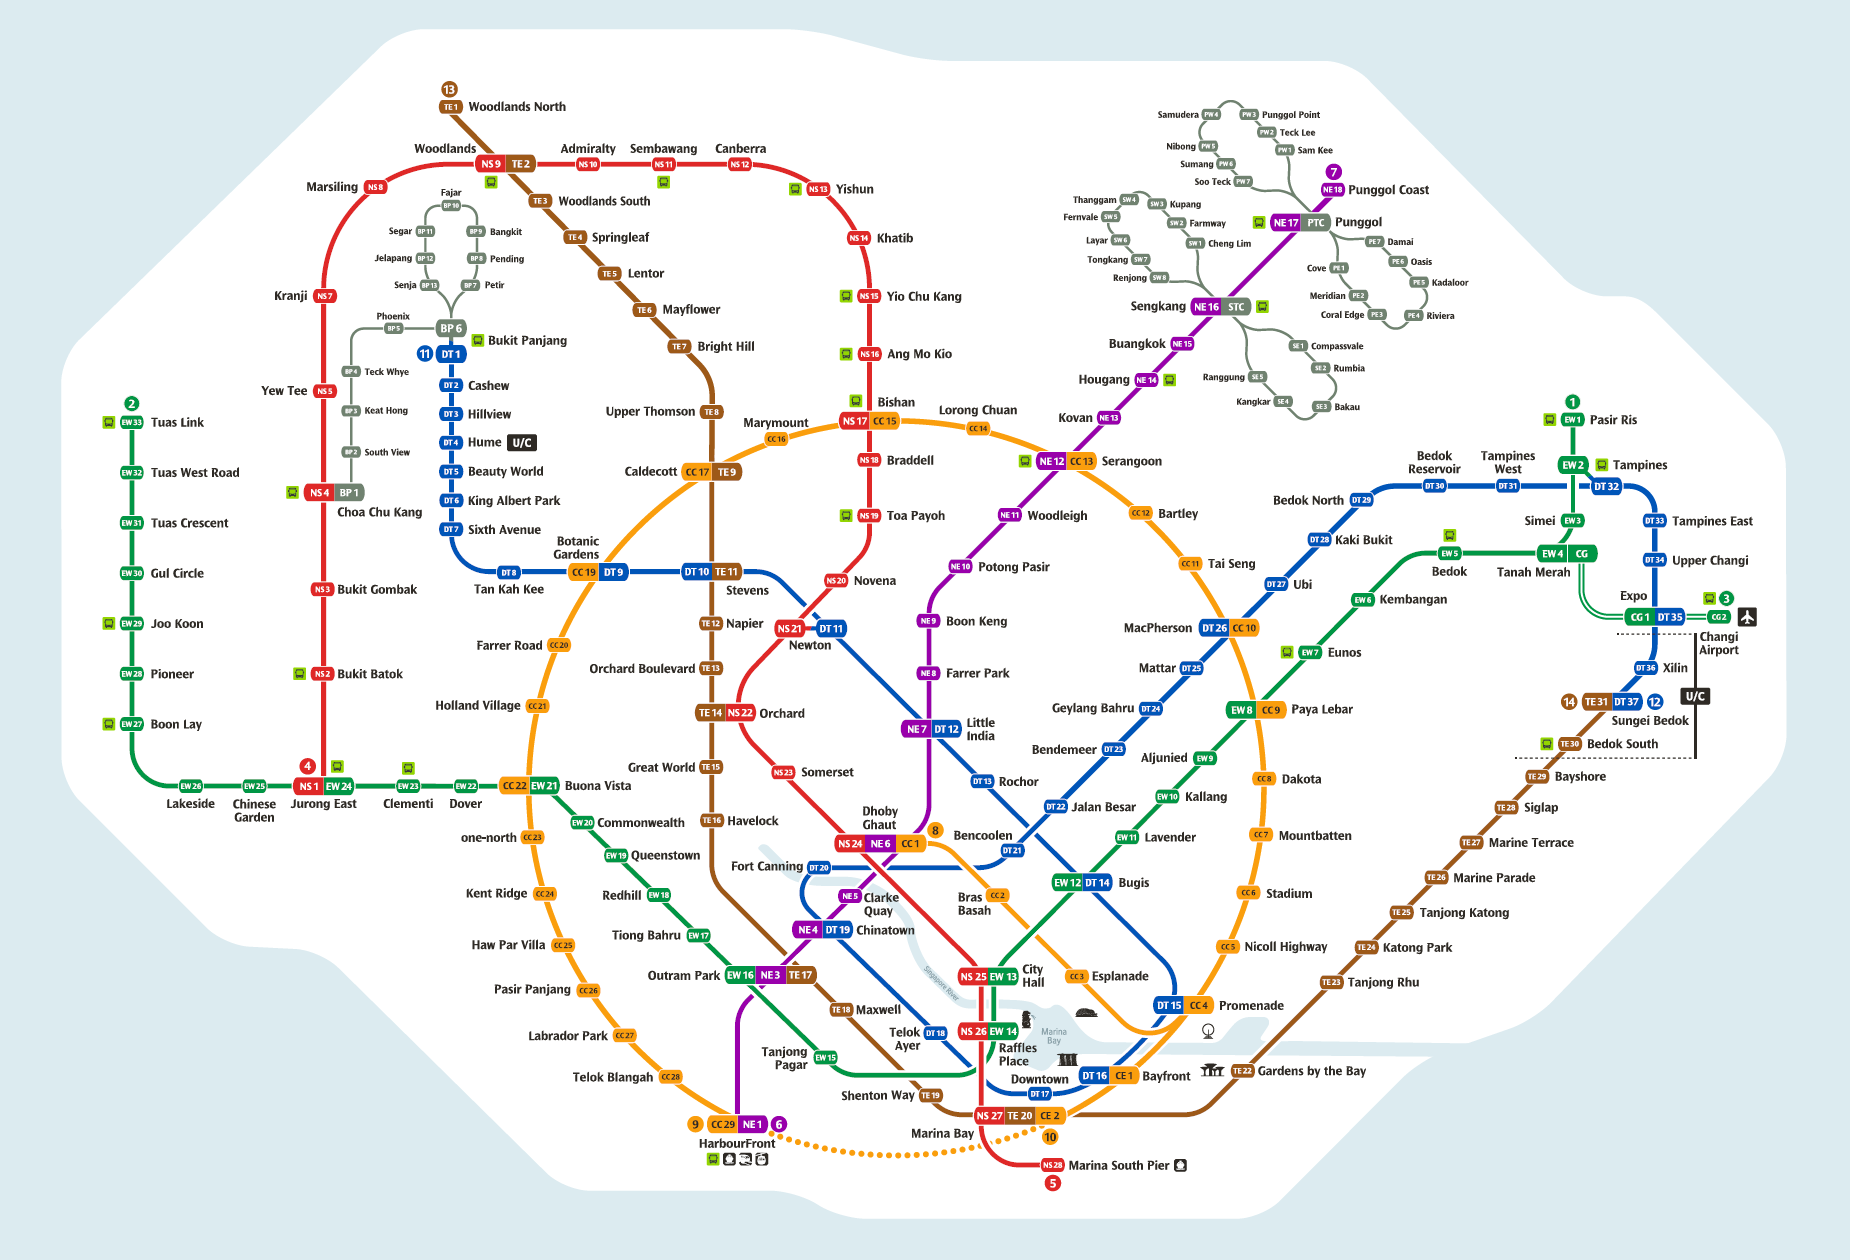 13
TE1 Woodlands North
Woodlands
NS9 TE2
Admiralty
NS10
Sembawang
NS11
Canberra
NS12
Marsiling NS8
NS13 Yishun
TE3 Woodlands South
NS14 Khatib
TE4 Springleaf
TE5 Lentor
Kranji NS7
NS15 Yio Chu Kang
TE6 Mayflower
TE7 Bright Hill
NS16 Ang Mo Kio
Fajar
BP10
Segar BP11
BP9 Bangkit
Jelapang BP12
BP8 Pending
Senja BP13
BP7 Petir
Phoenix
BP5
BP6
Bukit Panjang
11 DT1
BP4 Teck Whye
BP3 Keat Hong
BP2 South View
Yew Tee NS5
DT2 Cashew
DT3 Hillview
DT4 Hume U/C
DT5 Beauty World
DT6 King Albert Park
DT7 Sixth Avenue
NS4 BP1
Choa Chu Kang
2
EW33 Tuas Link
EW32 Tuas West Road
EW31 Tuas Crescent
EW30 Gul Circle
EW29 Joo Koon
EW28 Pioneer
EW27 Boon Lay
NS3 Bukit Gombak
NS2 Bukit Batok
4
NS1 EW24
Jurong East
EW26
Lakeside
EW25
Chinese
Garden
EW23
Clementi
EW22
Dover
CC22 EW21 Buona Vista
Samudera PW4
PW3 Punggol Point
PW2 Teck Lee
Nibong PW5
PW1 Sam Kee
Sumang PW6
Soo Teck PW7
7
NE18 Punggol Coast
NE17 PTC Punggol
Thanggam SW4
SW3 Kupang
Fernvale SW5
SW2 Farmway
Layar SW6
SW1 Cheng Lim
Tongkang SW7
Renjong SW8
PE7 Damai
PE6 Oasis
Cove PE1
PE5 Kadaloor
Meridian PE2
Coral Edge PE3
PE4 Riviera
Sengkang NE16 STC
Buangkok NE15
SE1 Compassvale
SE2 Rumbia
Ranggung SE5
Kangkar SE4
SE3 Bakau
Hougang NE14
Kovan NE13
Upper Thomson TE8
Marymount
CC16
Bishan
NS17 CC15
Lorong Chuan
CC14
NE12 CC13 Serangoon
Caldecott CC17 TE9
NS18 Braddell
NS19 Toa Payoh
NE11 Woodleigh
CC12 Bartley
CC11 Tai Seng
NE10 Potong Pasir
Botanic
Gardens
CC19 DT9
DT8
Tan Kah Kee
DT10 TE11
Stevens
NS20 Novena
NS21 DT11
Newton
TE12 Napier
NE9 Boon Keng
Farrer Road CC20
Orchard Boulevard TE13
NE8 Farrer Park
Holland Village CC21
TE14 NS22 Orchard
NE7 DT12 Little
India
Great World TE15
NS23 Somerset
DT13 Rochor
TE16 Havelock
1
EW1 Pasir Ris
EW2 Tampines
DT32
Bedok
Reservoir
DT30
Tampines
West
DT31
Bedok North DT29
Simei EW3
DT33 Tampines East
DT28 Kaki Bukit
EW5
Bedok
EW4 CG
Tanah Merah
DT34 Upper Changi
DT27 Ubi
EW6 Kembangan
Expo
CG1 DT35
3
CG2
Changi
Airport
MacPherson DT26 CC10
EW7 Eunos
Mattar DT25
DT36 Xilin
U/C
14 TE31 DT37 12
Sungei Bedok
TE30 Bedok South
TE29 Bayshore
TE28 Siglap
TE27 Marine Terrace
TE26 Marine Parade
TE25 Tanjong Katong
TE24 Katong Park
TE23 Tanjong Rhu
TE22 Gardens by the Bay
Geylang Bahru DT24
EW8 CC9 Paya Lebar
Bendemeer DT23
Aljunied EW9
CC8 Dakota
EW10 Kallang
DT22 Jalan Besar
EW11 Lavender
CC7 Mountbatten
Bencoolen
DT21
EW12 DT14 Bugis
CC6 Stadium
CC5 Nicoll Highway
DT15 CC4 Promenade
one-north CC23
EW20 Commonwealth
EW19 Queenstown
Kent Ridge CC24
Redhill EW18
Haw Par Villa CC25
Tiong Bahru EW17
Pasir Panjang CC26
Labrador Park CC27
Telok Blangah CC28
Dhoby
Ghaut
NS24 NE6 CC1
8
Fort Canning DT20
NE5 Clarke
Quay
Bras
Basah
CC2
NE4 DT19 Chinatown
Outram Park EW16 NE3 TE17
Singapore River
NS25 EW13 City
Hall
CC3 Esplanade
TE18 Maxwell
Telok
Ayer
DT18
NS26 EW14
Raffles
Place
Marina
Bay
Tanjong
Pagar
EW15
Downtown
DT17
DT16 CE1 Bayfront
Shenton Way TE19
NS27 TE20 CE2
Marina Bay
10
9 CC29 NE1 6
HarbourFront
NS28 Marina South Pier
5